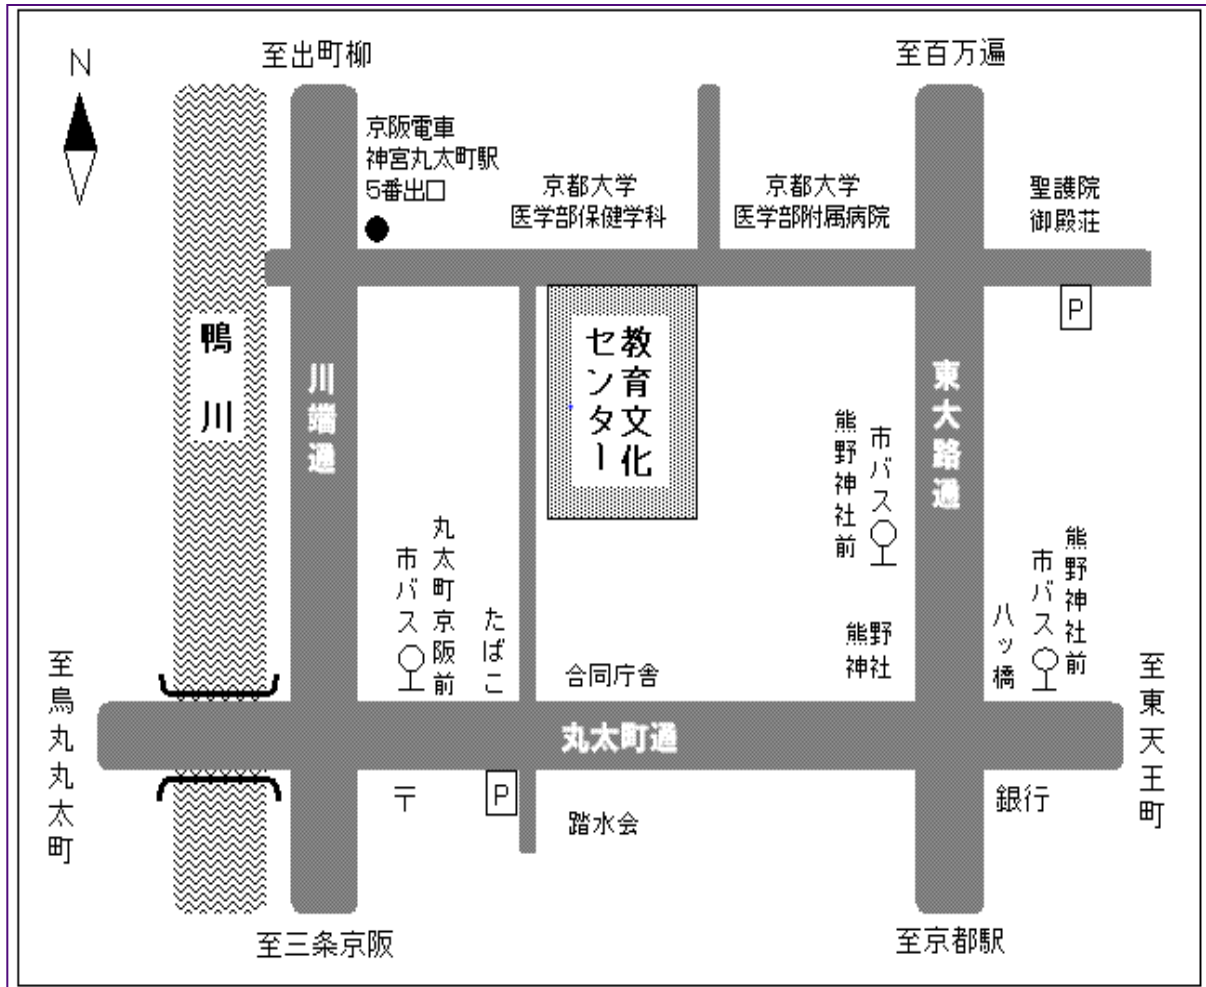 N
至出町柳
至百万遍
京阪電車
神宮丸太町駅
5番出口
京都大学
医学部保健学科
京都大学
医学部附属病院
聖護院
御殿荘
P
鴨川
川端通
教育文化
センター
東大路通
市バス
熊野神社前
丸太町京阪前
市バス
たばこ
合同庁舎
熊野
神社
熊野神社前
市バス
八ッ橋
至烏丸丸太町
至東天王町
丸太町通
〒
P
踏水会
銀行
至三条京阪
至京都駅